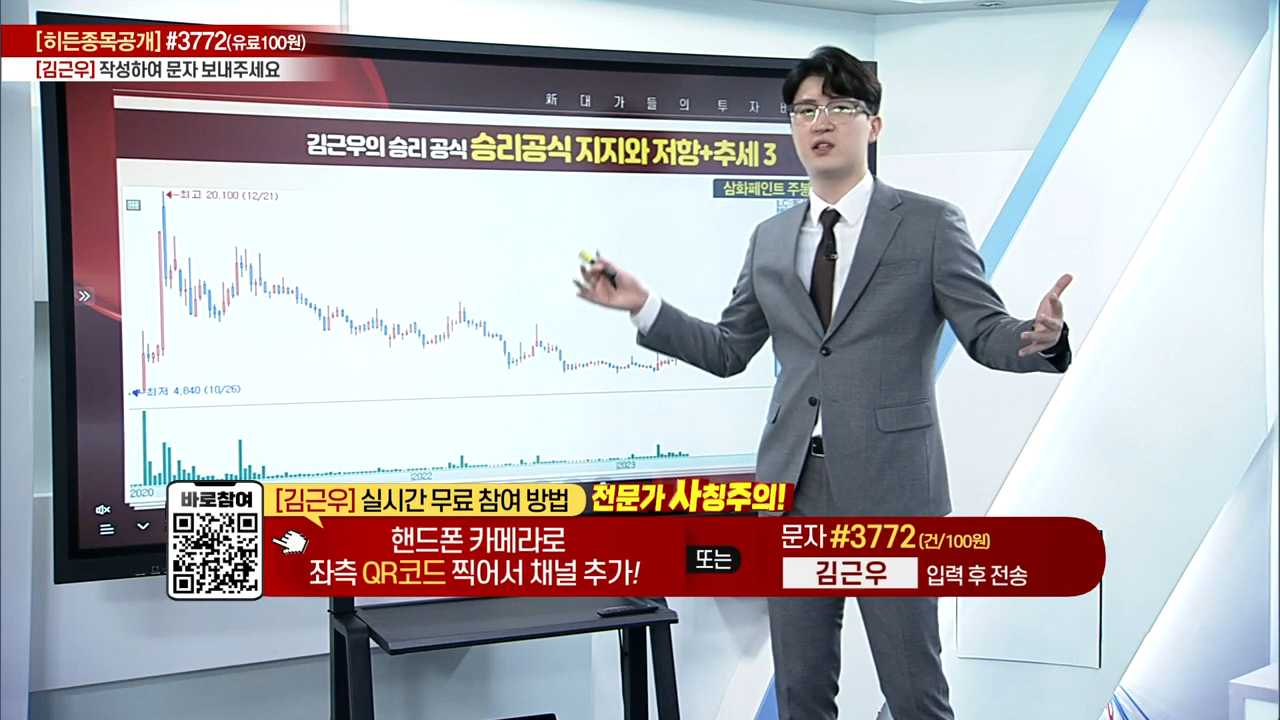 [히든종목공개] #3772(유료100원)
[김근우] 작성하여 문자 보내주세요
新 대 가 들 의 투 자
김근우의 승리 공식 승리공식 지지와 저항+추세 3
삼화페인트 주봉
최고 20,100 (12/21)
최저 4,840 (10/26)
2020
2022
2023
바로참여
[김근우] 실시간 무료 참여 방법
전문가 사칭주의!
핸드폰 카메라로
좌측 QR코드 찍어서 채널 추가!
또는
문자 #3772 (건/100원)
김근우 입력 후 전송